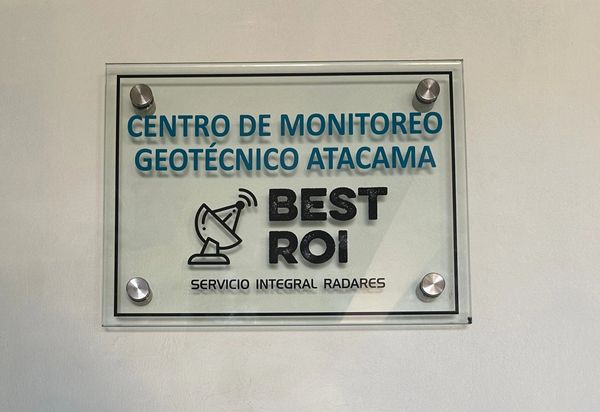 CENTRO DE MONITOREO
GEOTÉCNICO ATACAMA
BEST
ROI
SERVICIO INTEGRAL RADARES